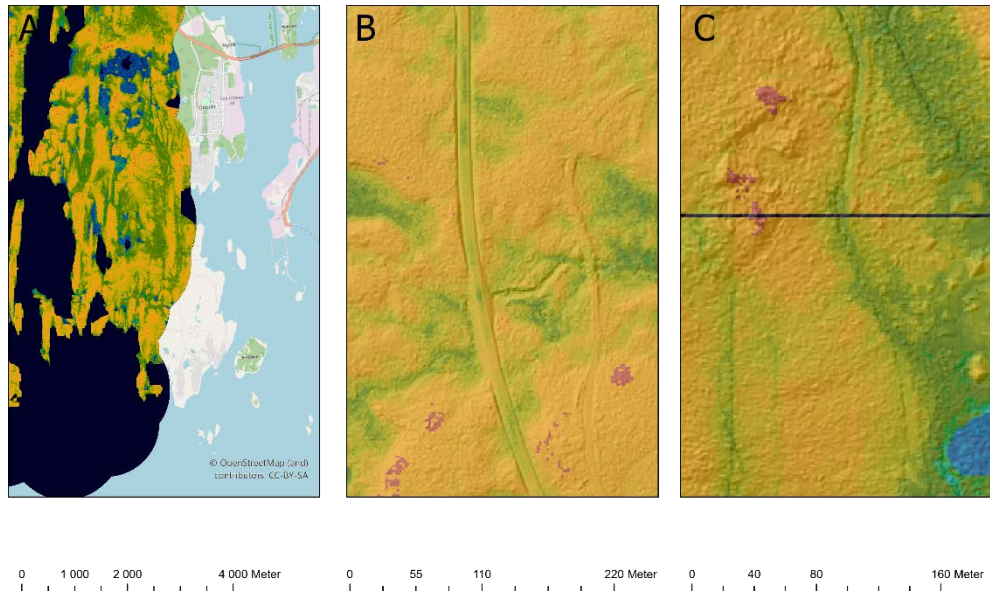 A
B
C
© OpenStreetMap (and)
contributors CC-BY-SA
0 1 000 2 000 4 000 Meter
0 55 110 220 Meter
0 40 80 160 Meter